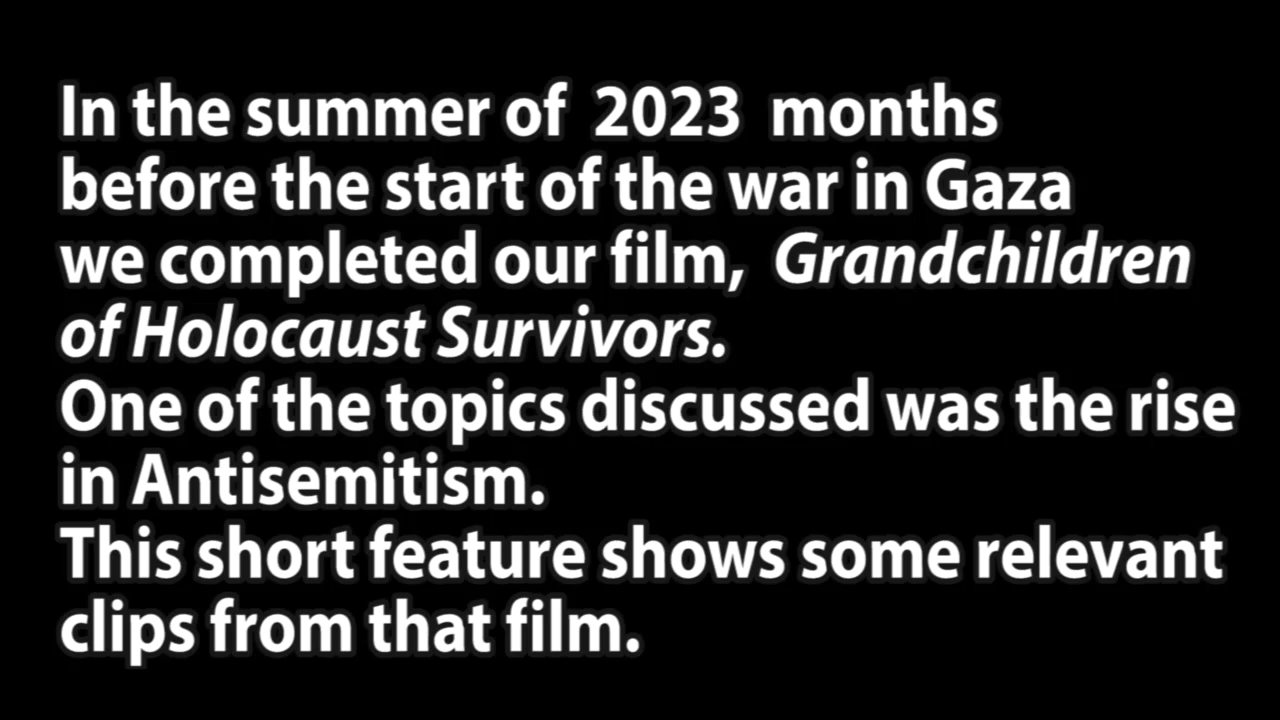 In the summer of 2023 months
before the start of the war in Gaza
we completed our film, Grandchildren
of Holocaust Survivors.
One of the topics discussed was the rise
in Antisemitism.
This short feature shows some relevant
clips from that film.